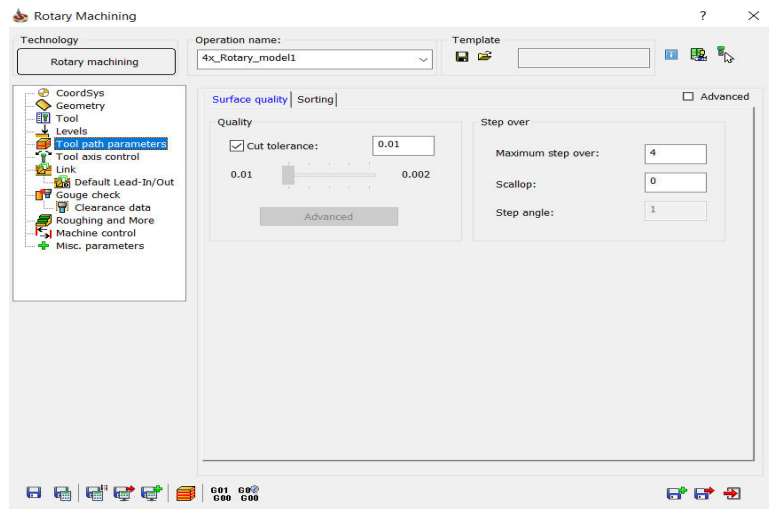 Rotary Machining
?
Technology
Rotary machining
Operation name:
4x_Rotary_model1
Template
CoordSys
Geometry
Tool
Levels
Tool path parameters
Tool axis control
Link
Default Lead-In/Out
Gouge check
Clearance data
Roughing and More
Machine control
Misc. parameters
Surface quality
Sorting
Advanced
Quality
Cut tolerance:
0.01
0.01
0.002
Advanced
Step over
Maximum step over:
4
Scallop:
0
Step angle:
1
G01
G00
G0
G00